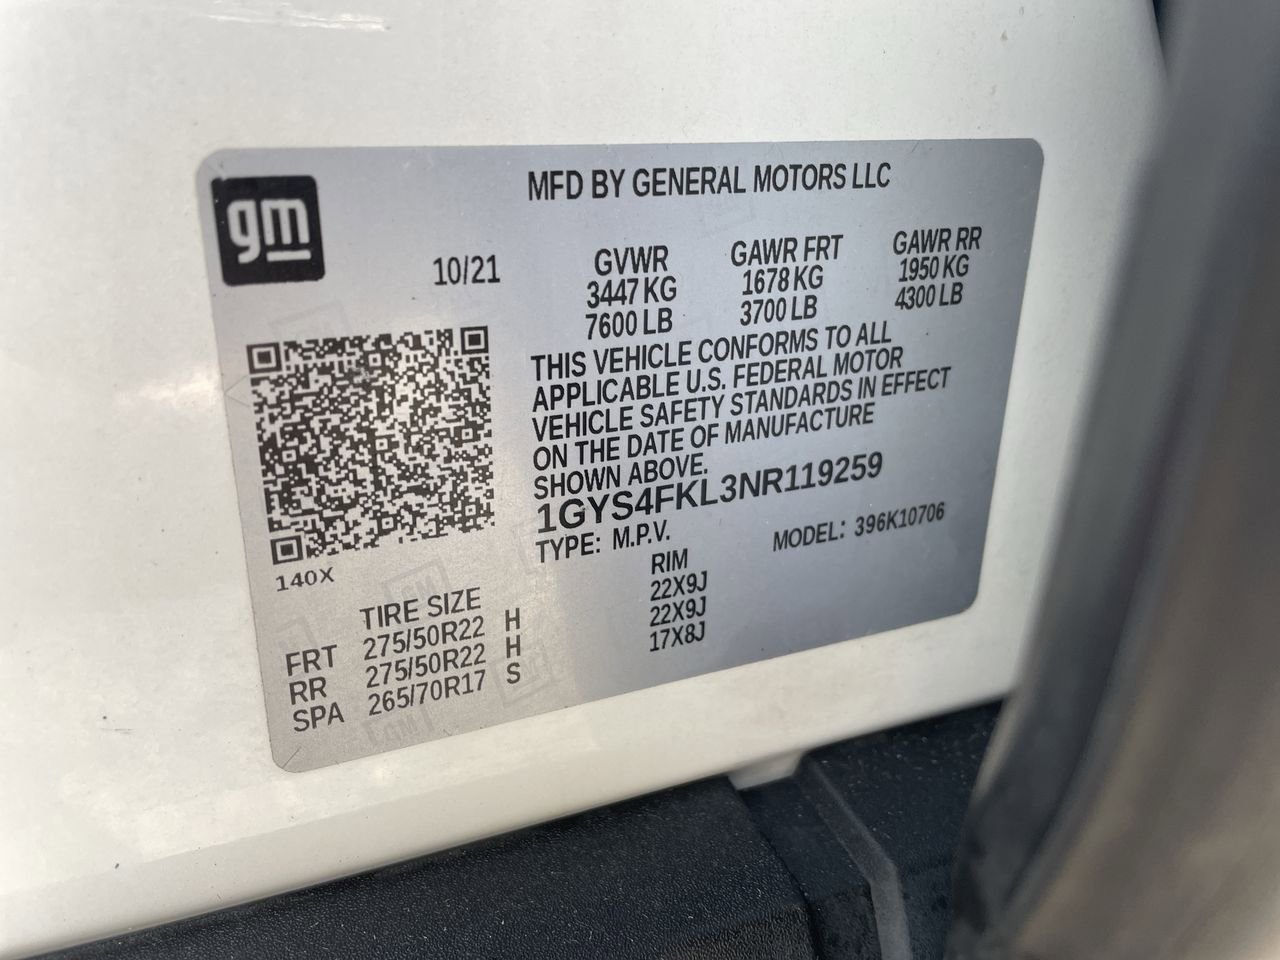 gm
MFD BY GENERAL MOTORS LLC
10/21
GVWR GAWR FRT GAWR RR
3447 KG 1678 KG 1950 KG
7600 LB 3700 LB 4300 LB
THIS VEHICLE CONFORMS TO ALL
APPLICABLE U.S. FEDERAL MOTOR
VEHICLE SAFETY STANDARDS IN EFFECT
ON THE DATE OF MANUFACTURE
SHOWN ABOVE.
1GYS4FKL3NR119259
TYPE: M.P.V. MODEL: 396K10706
140X
TIRE SIZE RIM
FRT 275/50R22 H 22X9J
RR 275/50R22 H 22X9J
SPA 265/70R17 S 17X8J